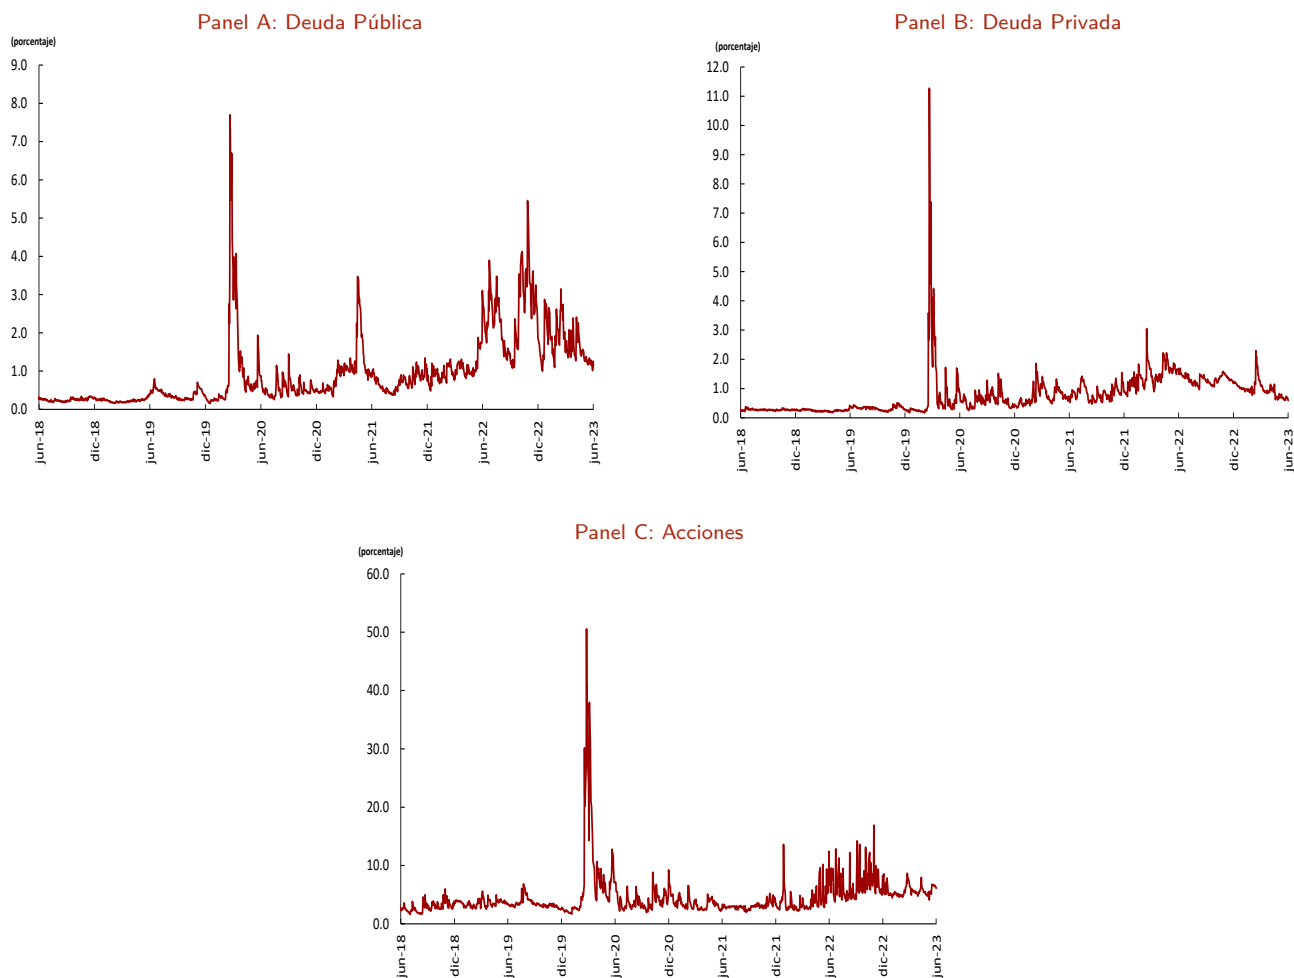 Panel A: Deuda Pública
(porcentaje)
9.0
8.0
7.0
6.0
5.0
4.0
3.0
2.0
1.0
0.0
jun-18
dic-18
jun-19
dic-19
jun-20
dic-20
jun-21
dic-21
jun-22
dic-22
jun-23
Panel B: Deuda Privada
(porcentaje)
12.0
11.0
10.0
9.0
8.0
7.0
6.0
5.0
4.0
3.0
2.0
1.0
0.0
jun-18
dic-18
jun-19
dic-19
jun-20
dic-20
jun-21
dic-21
jun-22
dic-22
jun-23
Panel C: Acciones
(porcentaje)
60.0
50.0
40.0
30.0
20.0
10.0
0.0
jun-18
dic-18
jun-19
dic-19
jun-20
dic-20
jun-21
dic-21
jun-22
dic-22
jun-23